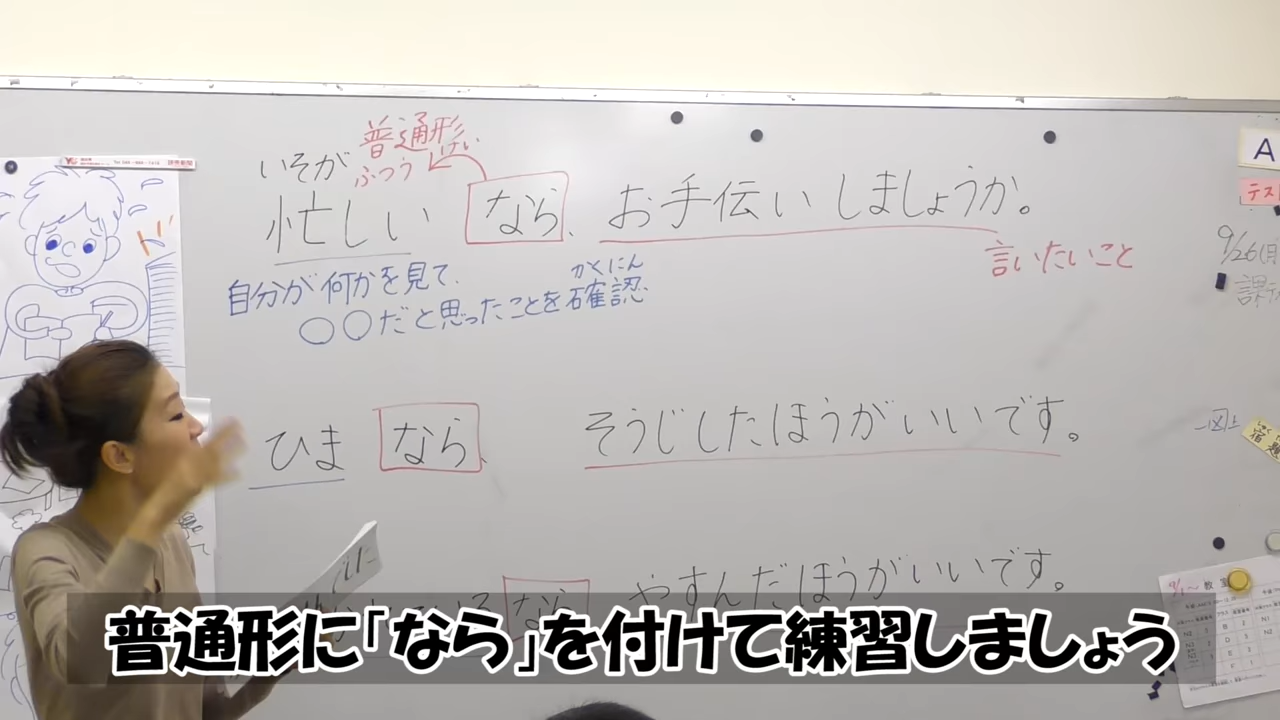 普通形
ふつう けい
いそが
忙しい なら、お手伝いしましょうか。
言いたいこと
自分が何かを見て、
かくにん
〇〇だと思ったことを確認
ひま なら、そうじしたほうがいいです。
なら やすんだほうがいいです。
普通形に「なら」を付けて練習しましょう
A
テス
9/26(月